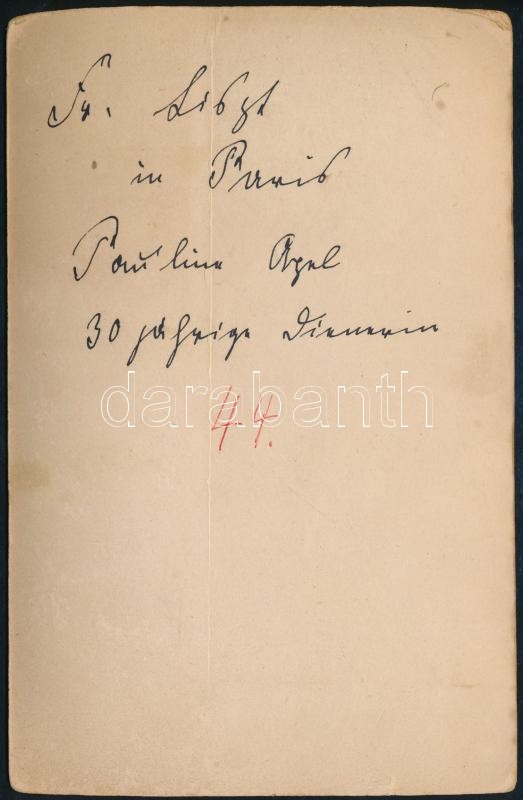 Fr. Liszt
in Paris
Pauline Apel
30 jährige Dienerin
darabanth
44.